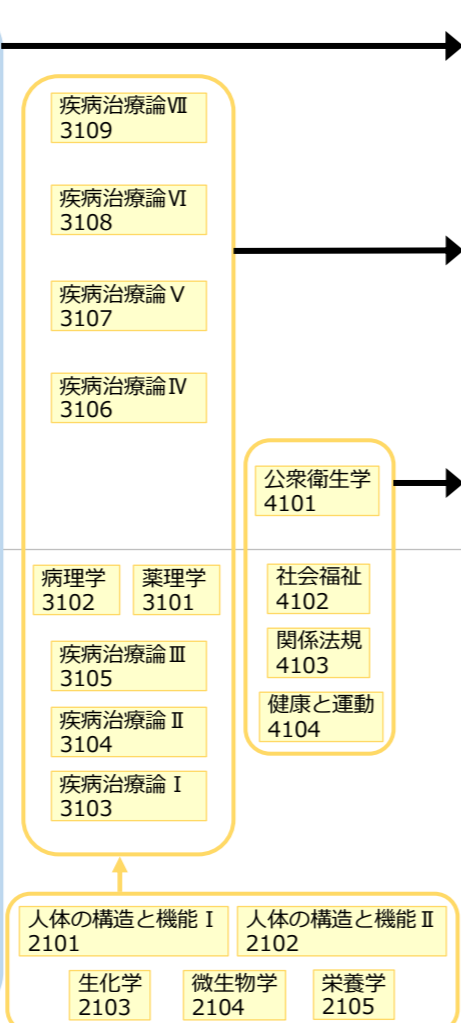 疾病治療論Ⅶ
3109
疾病治療論Ⅵ
3108
疾病治療論Ⅴ
3107
疾病治療論Ⅳ
3106
公衆衛生学
4101
病理学
3102
薬理学
3101
社会福祉
4102
疾病治療論Ⅲ
3105
関係法規
4103
疾病治療論Ⅱ
3104
健康と運動
4104
疾病治療論Ⅰ
3103
人体の構造と機能Ⅰ
2101
人体の構造と機能Ⅱ
2102
生化学
2103
微生物学
2104
栄養学
2105